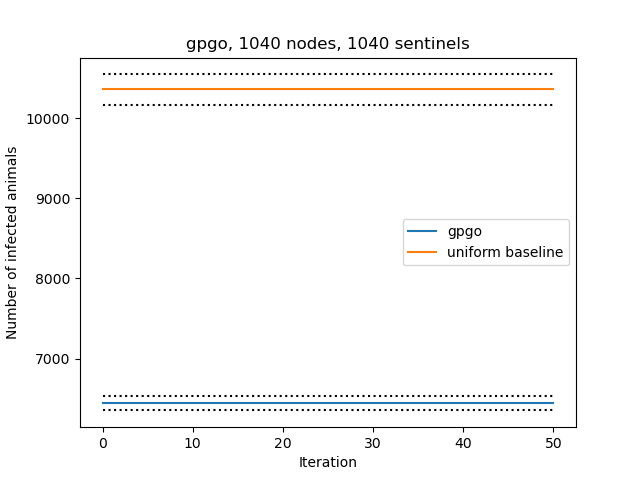 gpgo, 1040 nodes, 1040 sentinels
Number of infected animals
10000
9000
8000
7000
gpgo
uniform baseline
0 10 20 30 40 50
Iteration